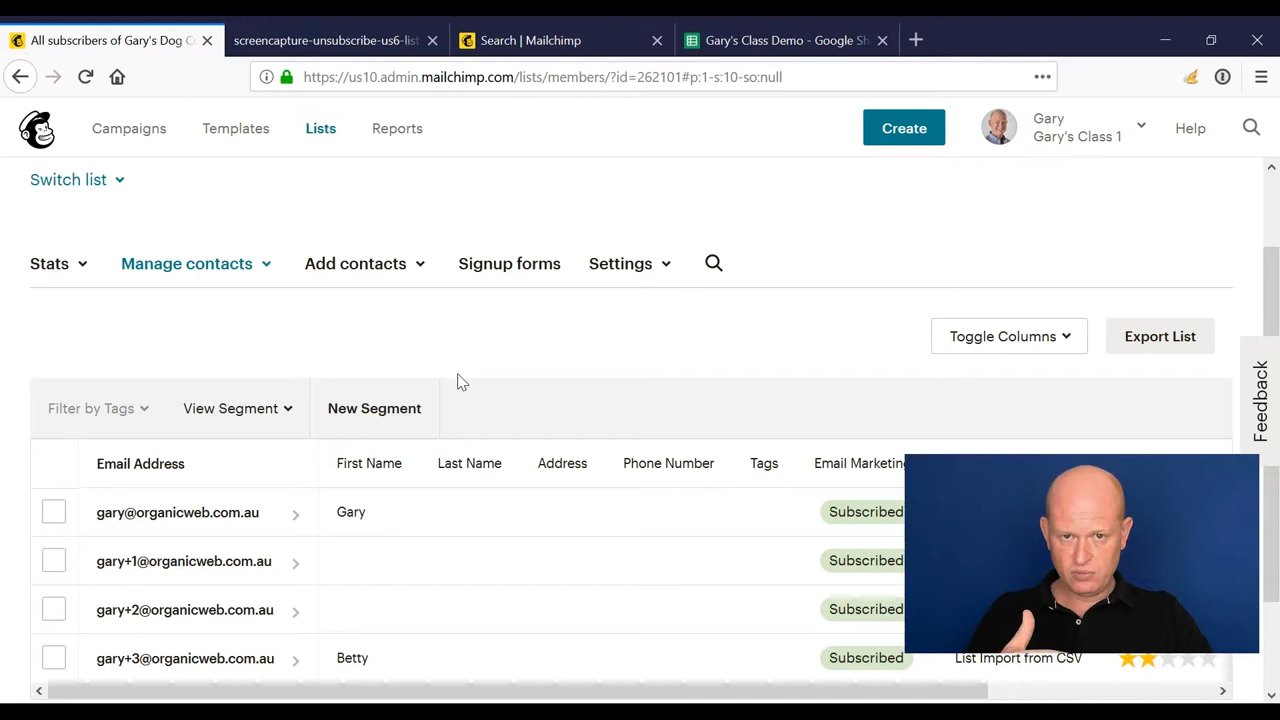 All subscribers of Gary's Dog C
screencapture-unsubscribe-us6-list
Search | Mailchimp
Gary's Class Demo - Google Sh
https://us10.admin.mailchimp.com/lists/members/?id=262101#p:1-s:10-so:null
Campaigns
Templates
Lists
Reports
Create
Gary
Gary's Class 1
Help
Switch list
Stats
Manage contacts
Add contacts
Signup forms
Settings
Toggle Columns
Export List
Feedback
Filter by Tags
View Segment
New Segment
Email Address
First Name
Last Name
Address
Phone Number
Tags
Email Marketing
gary@organicweb.com.au
Gary
Subscribed
gary+1@organicweb.com.au
Subscribed
gary+2@organicweb.com.au
Subscribed
gary+3@organicweb.com.au
Betty
Subscribed
List Import from CSV